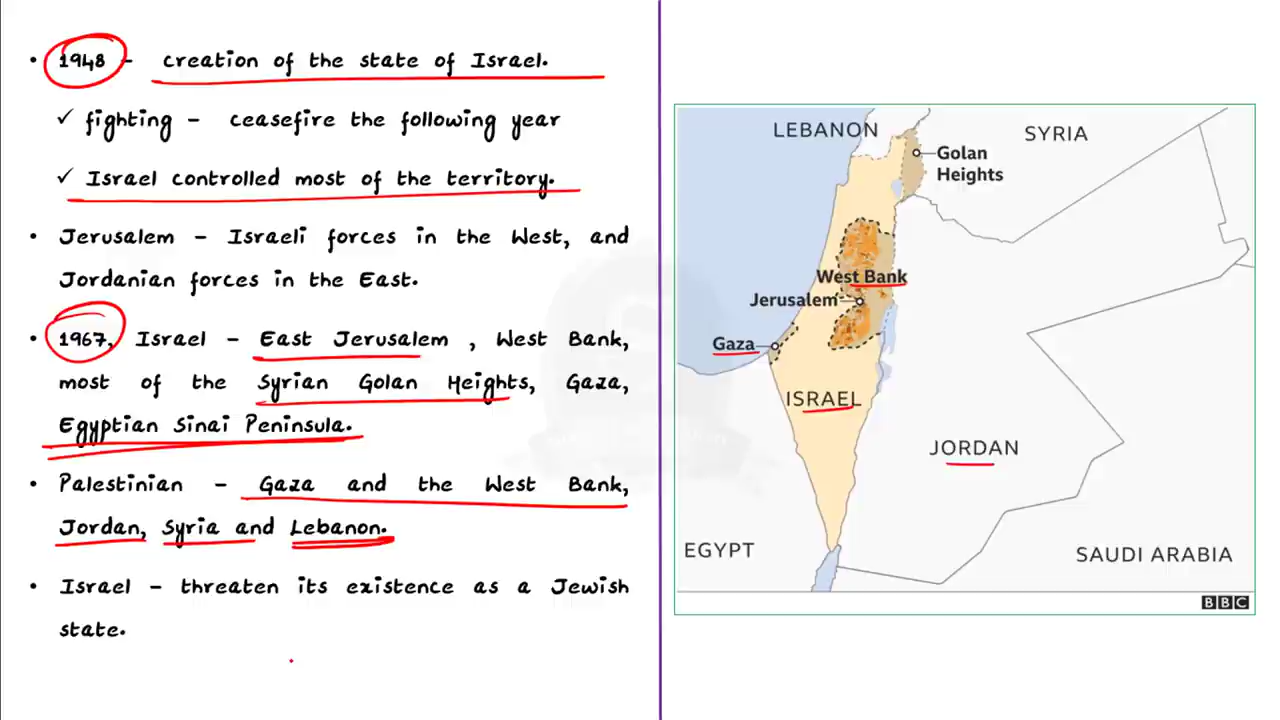 • 1948 - creation of the state of Israel.
✓ fighting - ceasefire the following year
✓ Israel controlled most of the territory.
• Jerusalem - Israeli forces in the West, and
Jordanian forces in the East.
• 1967, Israel - East Jerusalem , West Bank,
most of the Syrian Golan Heights, Gaza,
Egyptian Sinai Peninsula.
• Palestinian - Gaza and the West Bank,
Jordan, Syria and Lebanon.
• Israel - threaten its existence as a Jewish
state.
LEBANON
SYRIA
Golan
Heights
West Bank
Jerusalem
Gaza
ISRAEL
JORDAN
EGYPT
SAUDI ARABIA
BBC